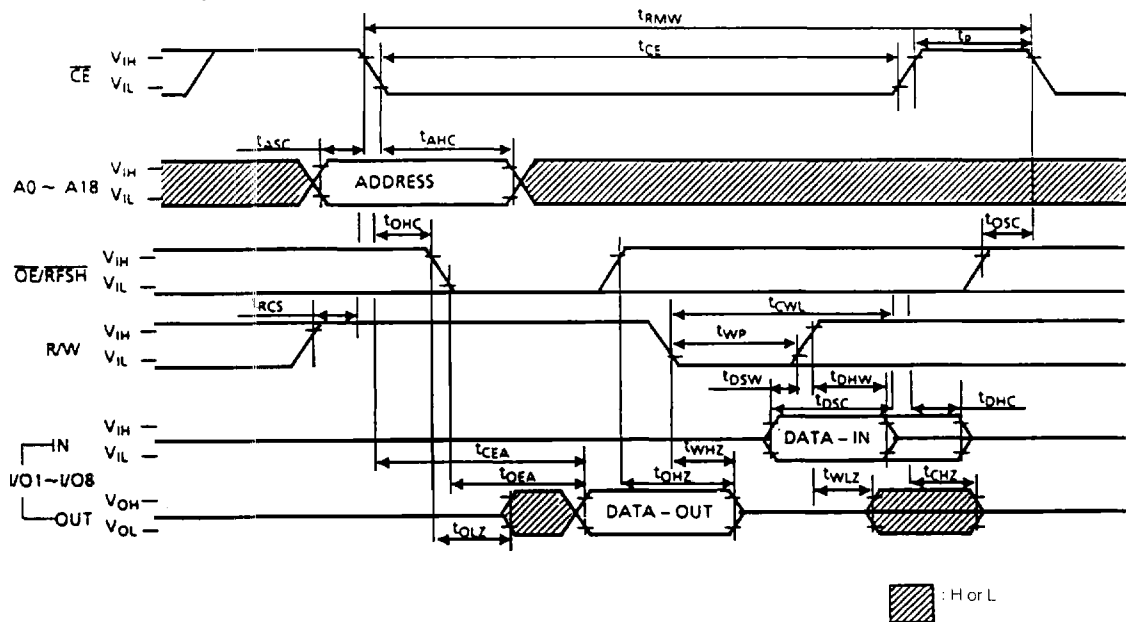 tRMW
tCE
tP
CE
VIH
VIL
tASC
tAHC
A0 ~ A18
VIH
VIL
ADDRESS
tOHC
tOSC
OE/RFSH
VIH
VIL
RCS
tCWL
R/W
VIH
VIL
tWP
tDSW
tDHW
tDSC
tDHC
IN
VIH
VIL
DATA - IN
tCEA
tWHZ
I/O1~I/O8
tOEA
tOHZ
tWLZ
tCHZ
OUT
VOH
VOL
DATA - OUT
tOLZ
: H or L